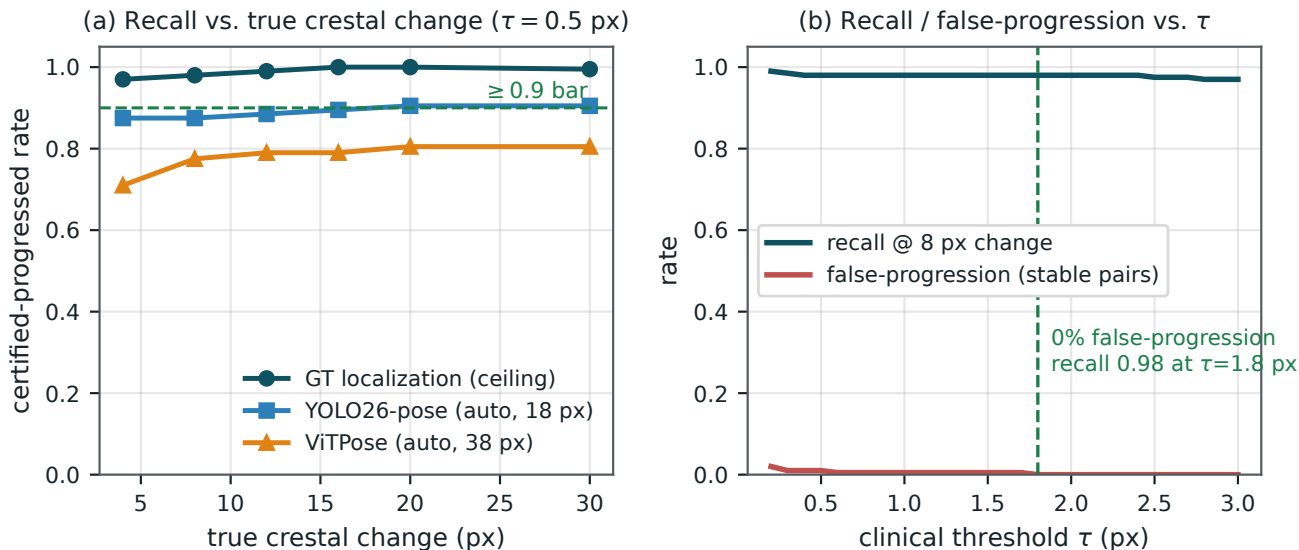 (a) Recall vs. true crestal change (τ = 0.5 px)
certified-progressed rate
1.0
0.8
0.6
0.4
0.2
0.0
≥ 0.9 bar
GT localization (ceiling)
YOLO26-pose (auto, 18 px)
ViTPose (auto, 38 px)
5 10 15 20 25 30
true crestal change (px)
(b) Recall / false-progression vs. τ
rate
1.0
0.8
0.6
0.4
0.2
0.0
recall @ 8 px change
false-progression (stable pairs)
0% false-progression
recall 0.98 at τ=1.8 px
0.5 1.0 1.5 2.0 2.5 3.0
clinical threshold τ (px)